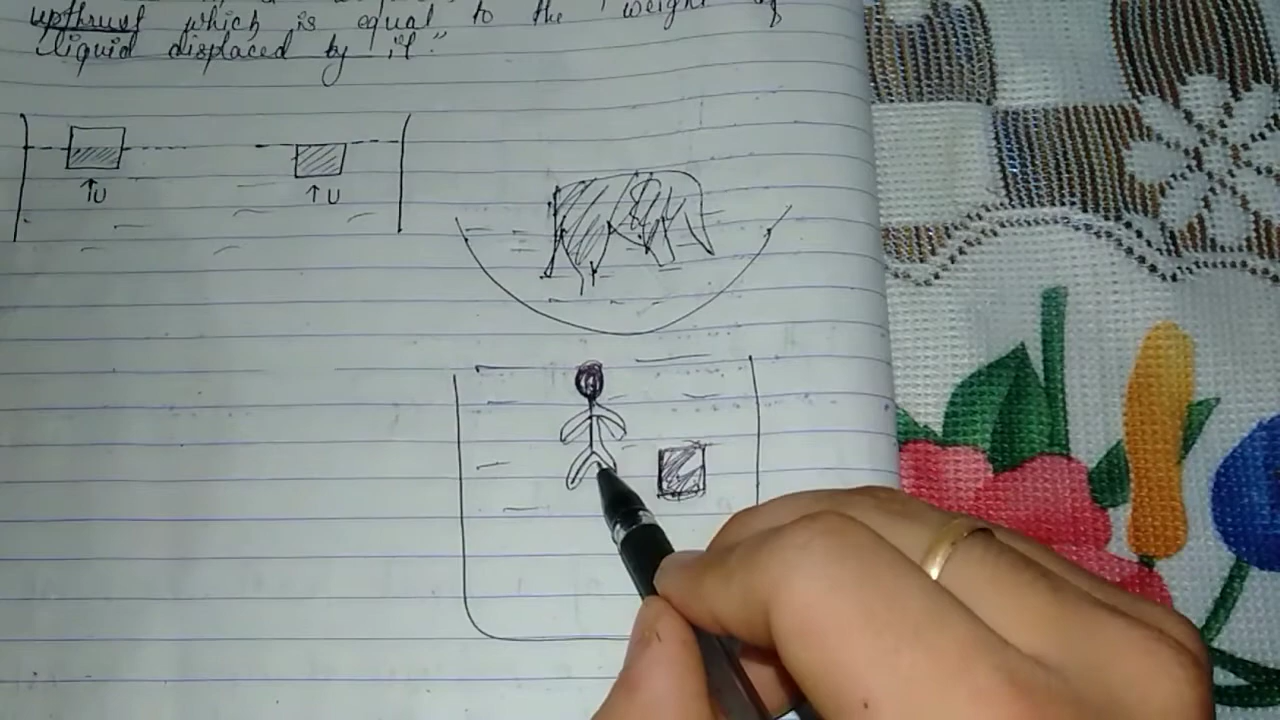 upthrust which is equal to the weight of
liquid displaced by it."
↑U ↑U